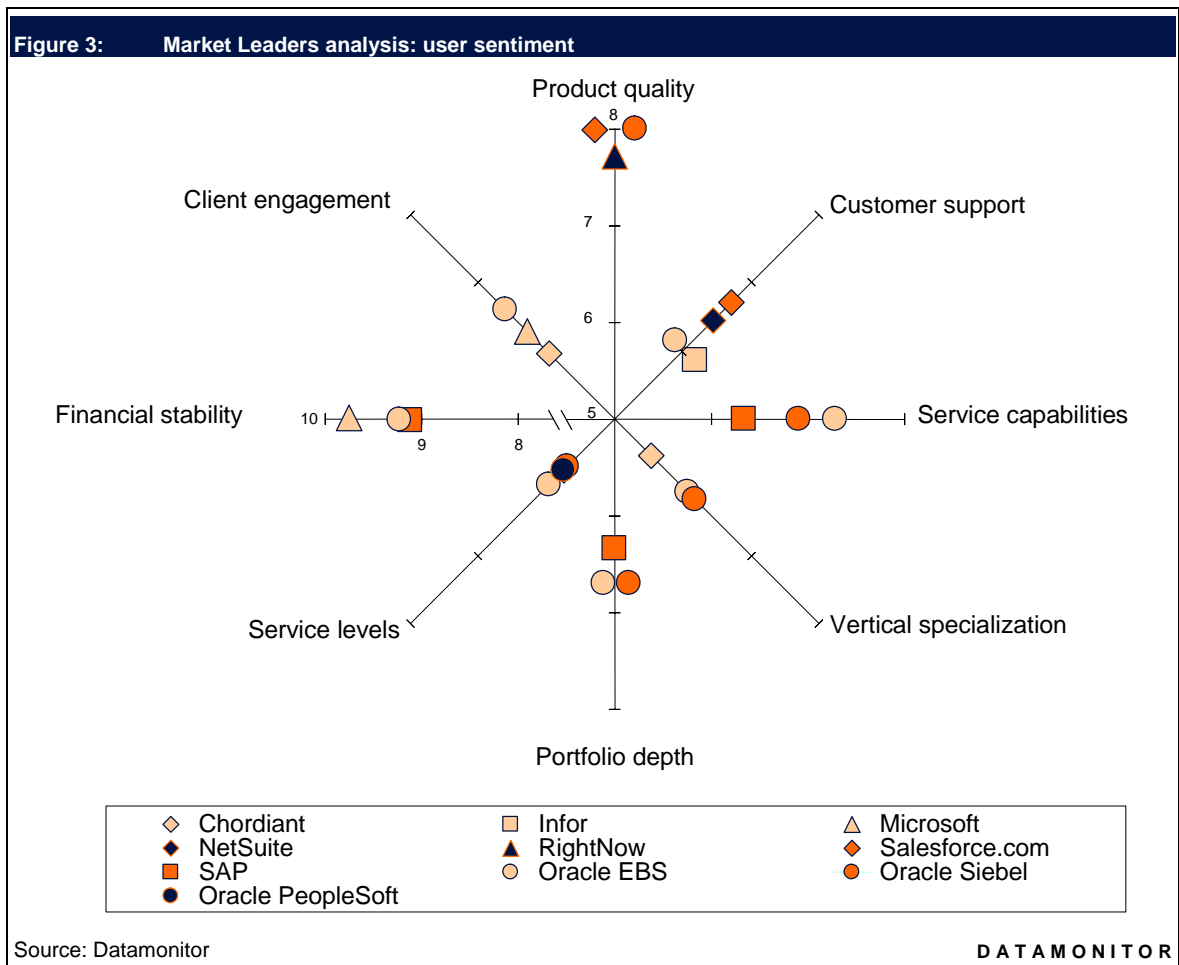 Figure 3: Market Leaders analysis: user sentiment
Product quality
8
Client engagement
Customer support
7
6
Financial stability
10
9
8
5
Service capabilities
Service levels
Vertical specialization
Portfolio depth
Chordiant Infor Microsoft
NetSuite RightNow Salesforce.com
SAP Oracle EBS Oracle Siebel
Oracle PeopleSoft
Source: Datamonitor DATAMONITOR